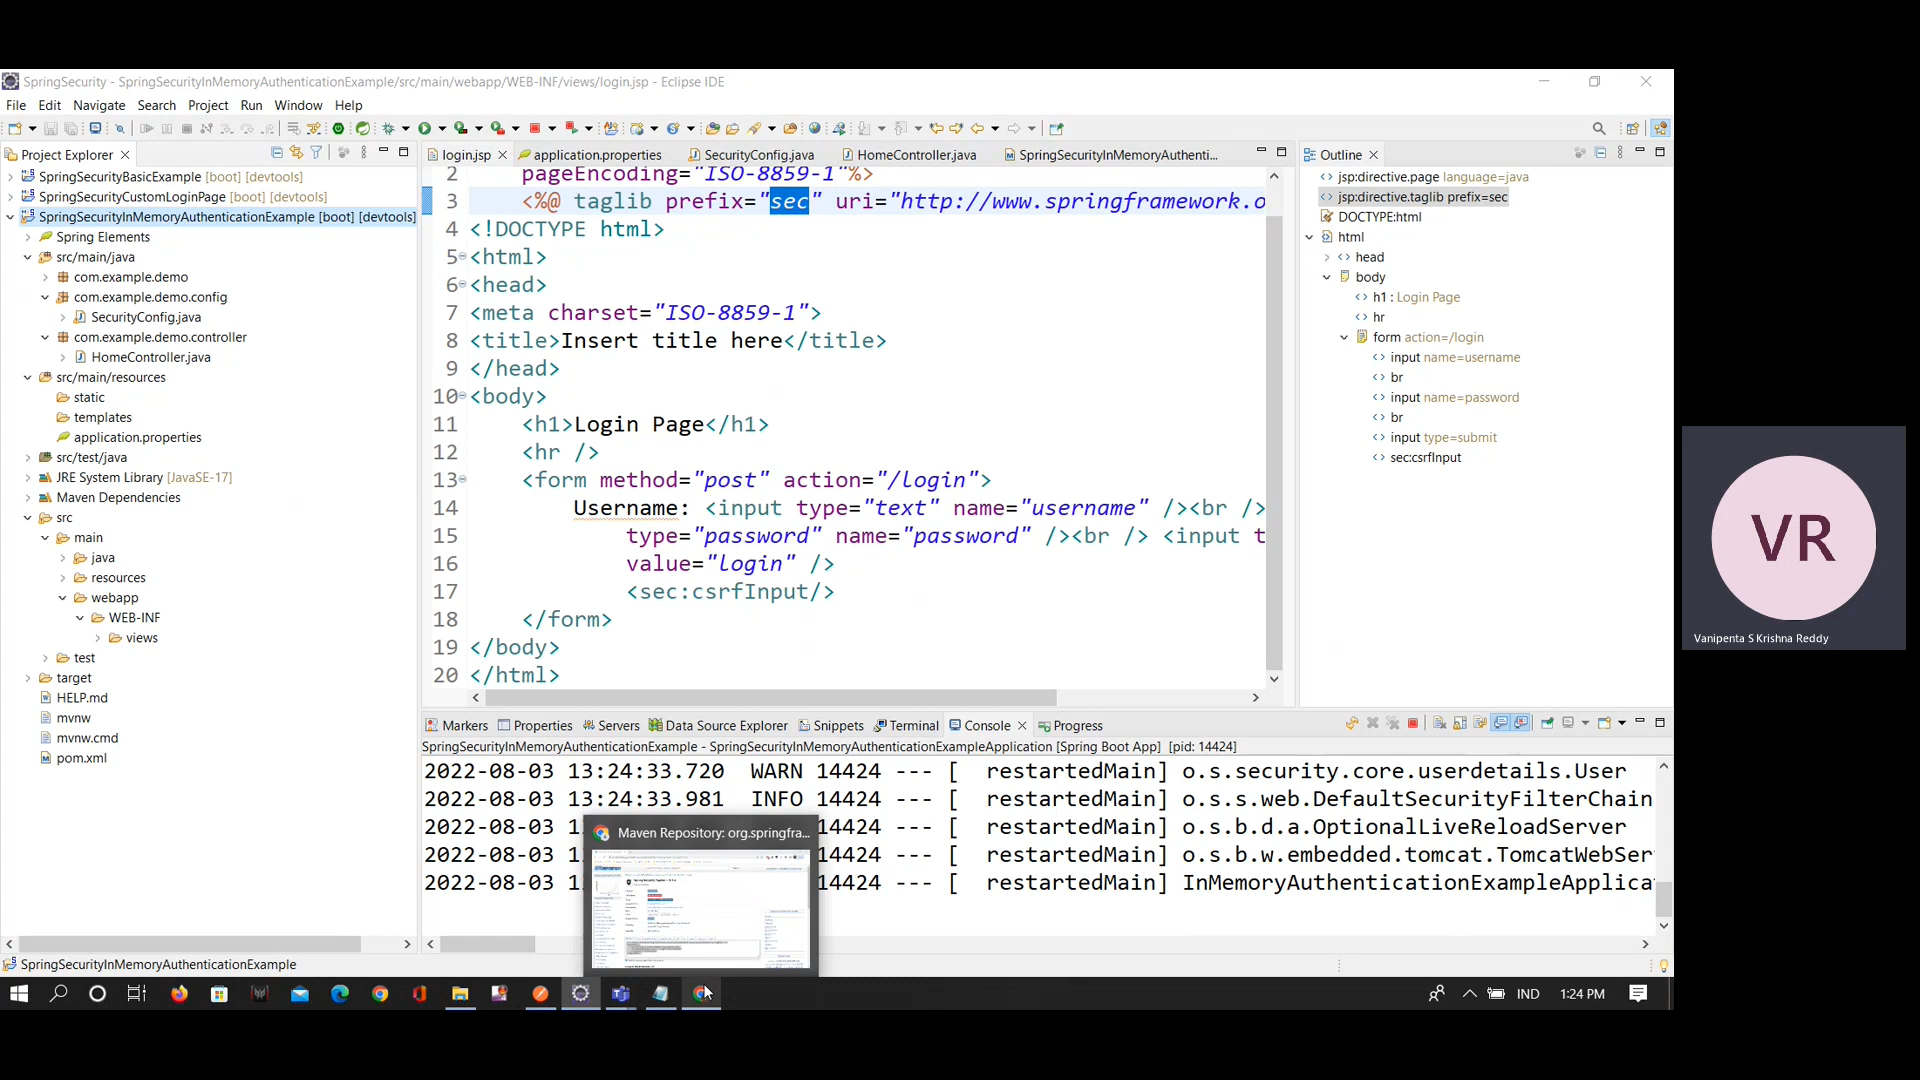 SpringSecurity - SpringSecurityInMemoryAuthenticationExample/src/main/webapp/WEB-INF/views/login.jsp - Eclipse IDE
File Edit Navigate Search Project Run Window Help
Project Explorer
SpringSecurityBasicExample [boot] [devtools]
SpringSecurityCustomLoginPage [boot] [devtools]
SpringSecurityInMemoryAuthenticationExample [boot] [devtools]
Spring Elements
src/main/java
com.example.demo
com.example.demo.config
SecurityConfig.java
com.example.demo.controller
HomeController.java
src/main/resources
static
templates
application.properties
src/test/java
JRE System Library [JavaSE-17]
Maven Dependencies
src
main
java
resources
webapp
WEB-INF
views
test
target
HELP.md
mvnw
mvnw.cmd
pom.xml
login.jsp application.properties SecurityConfig.java HomeController.java SpringSecurityInMemoryAuthenti...
2 pageEncoding="ISO-8859-1"%>
3 <%@ taglib prefix="sec" uri="http://www.springframework.o
4 <!DOCTYPE html>
5 <html>
6 <head>
7 <meta charset="ISO-8859-1">
8 <title>Insert title here</title>
9 </head>
10 <body>
11 <h1>Login Page</h1>
12 <hr />
13 <form method="post" action="/login">
14 Username: <input type="text" name="username" /><br />
15 type="password" name="password" /><br /> <input t
16 value="login" />
17 <sec:csrfInput/>
18 </form>
19 </body>
20 </html>
Outline
jsp:directive.page language=java
jsp:directive.taglib prefix=sec
DOCTYPE:html
html
head
body
h1 : Login Page
hr
form action=/login
input name=username
br
input name=password
br
input type=submit
sec:csrfInput
Markers Properties Servers Data Source Explorer Snippets Terminal Console Progress
SpringSecurityInMemoryAuthenticationExample - SpringSecurityInMemoryAuthenticationExampleApplication [Spring Boot App] [pid: 14424]
2022-08-03 13:24:33.720 WARN 14424 --- [ restartedMain] o.s.security.core.userdetails.User
2022-08-03 13:24:33.981 INFO 14424 --- [ restartedMain] o.s.s.web.DefaultSecurityFilterChain
2022-08-03 14424 --- [ restartedMain] o.s.b.d.a.OptionalLiveReloadServer
2022-08-03 14424 --- [ restartedMain] o.s.b.w.embedded.tomcat.TomcatWebSer
2022-08-03 14424 --- [ restartedMain] InMemoryAuthenticationExampleApplica
Maven Repository: org.springfra...
SpringSecurityInMemoryAuthenticationExample
IND 1:24 PM
VR
Vanipenta S Krishna Reddy